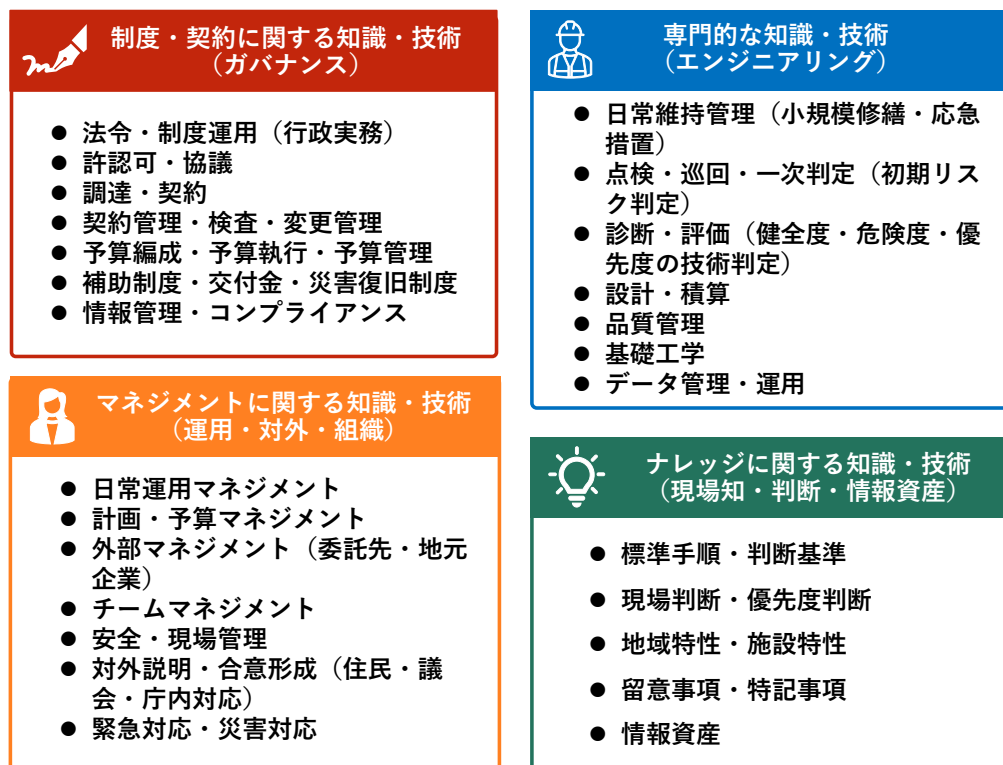 制度・契約に関する知識・技術
（ガバナンス）
● 法令・制度運用（行政実務）
● 許認可・協議
● 調達・契約
● 契約管理・検査・変更管理
● 予算編成・予算執行・予算管理
● 補助制度・交付金・災害復旧制度
● 情報管理・コンプライアンス
専門的な知識・技術
（エンジニアリング）
● 日常維持管理（小規模修繕・応急
措置）
● 点検・巡回・一次判定（初期リス
ク判定）
● 診断・評価（健全度・危険度・優
先度の技術判定）
● 設計・積算
● 品質管理
● 基礎工学
● データ管理・運用
マネジメントに関する知識・技術
（運用・対外・組織）
● 日常運用マネジメント
● 計画・予算マネジメント
● 外部マネジメント（委託先・地元
企業）
● チームマネジメント
● 安全・現場管理
● 対外説明・合意形成（住民・議
会・庁内対応）
● 緊急対応・災害対応
ナレッジに関する知識・技術
（現場知・判断・情報資産）
● 標準手順・判断基準
● 現場判断・優先度判断
● 地域特性・施設特性
● 留意事項・特記事項
● 情報資産